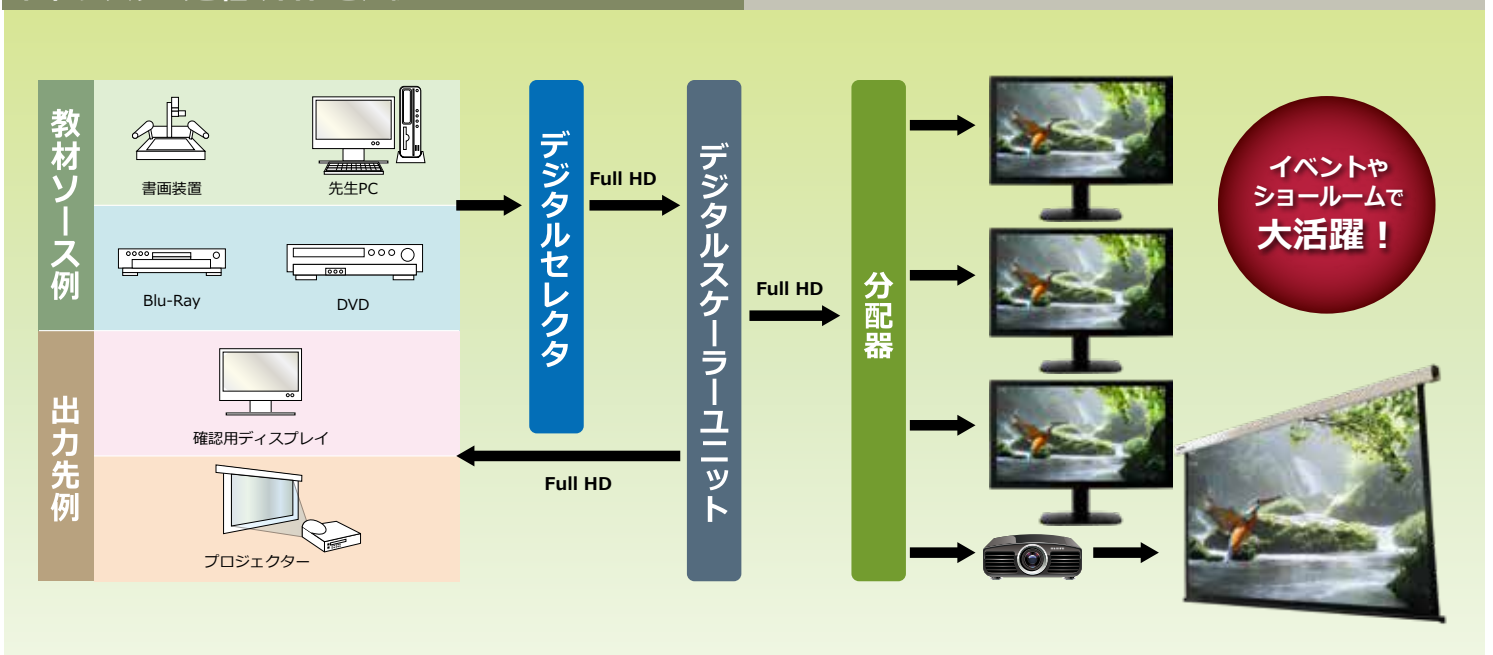 教材ソース例
書画装置
先生PC
Blu-Ray
DVD
出力先例
確認用ディスプレイ
プロジェクター
デジタルセレクタ
Full HD
Full HD
デジタルスケーラーユニット
Full HD
分配器
イベントや
ショールームで
大活躍！